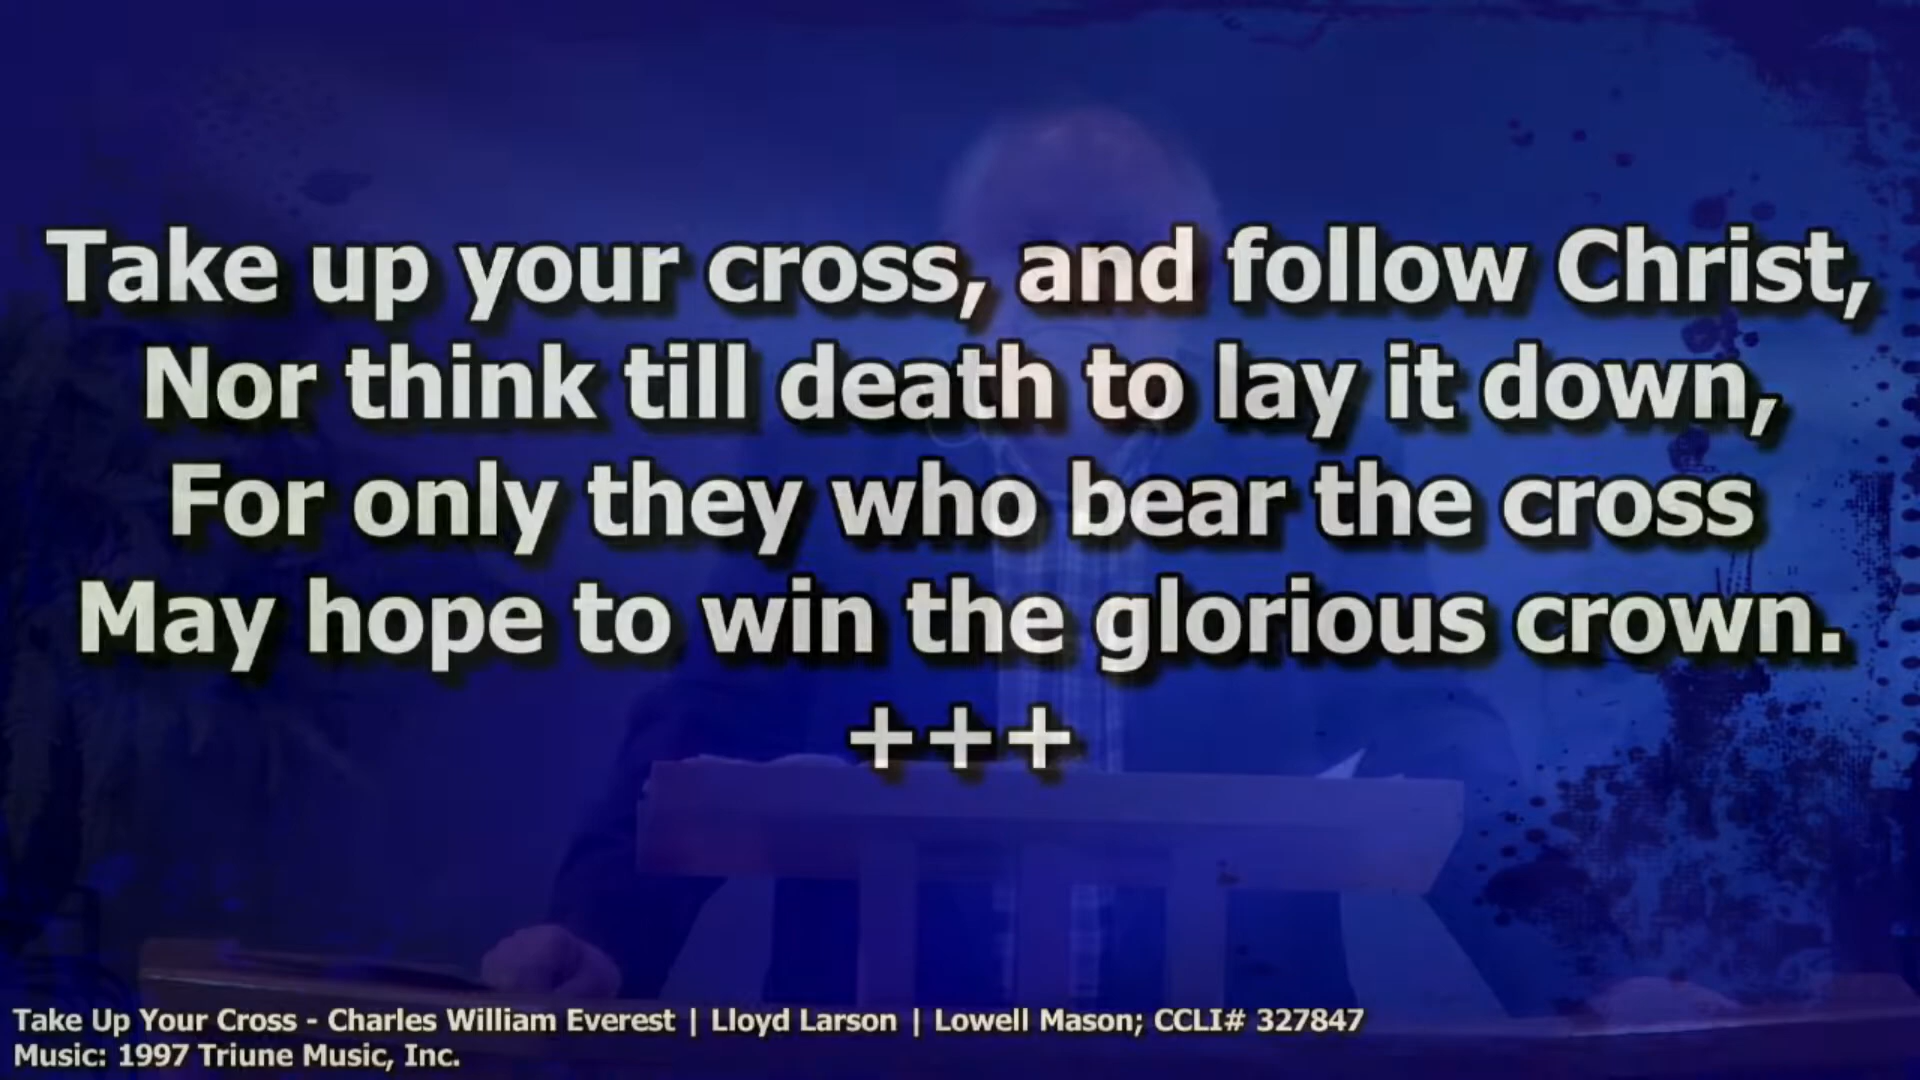 Take up your cross, and follow Christ,
Nor think till death to lay it down,
For only they who bear the cross
May hope to win the glorious crown.
+++
Take Up Your Cross - Charles William Everest | Lloyd Larson | Lowell Mason; CCLI# 327847
Music: 1997 Triune Music, Inc.